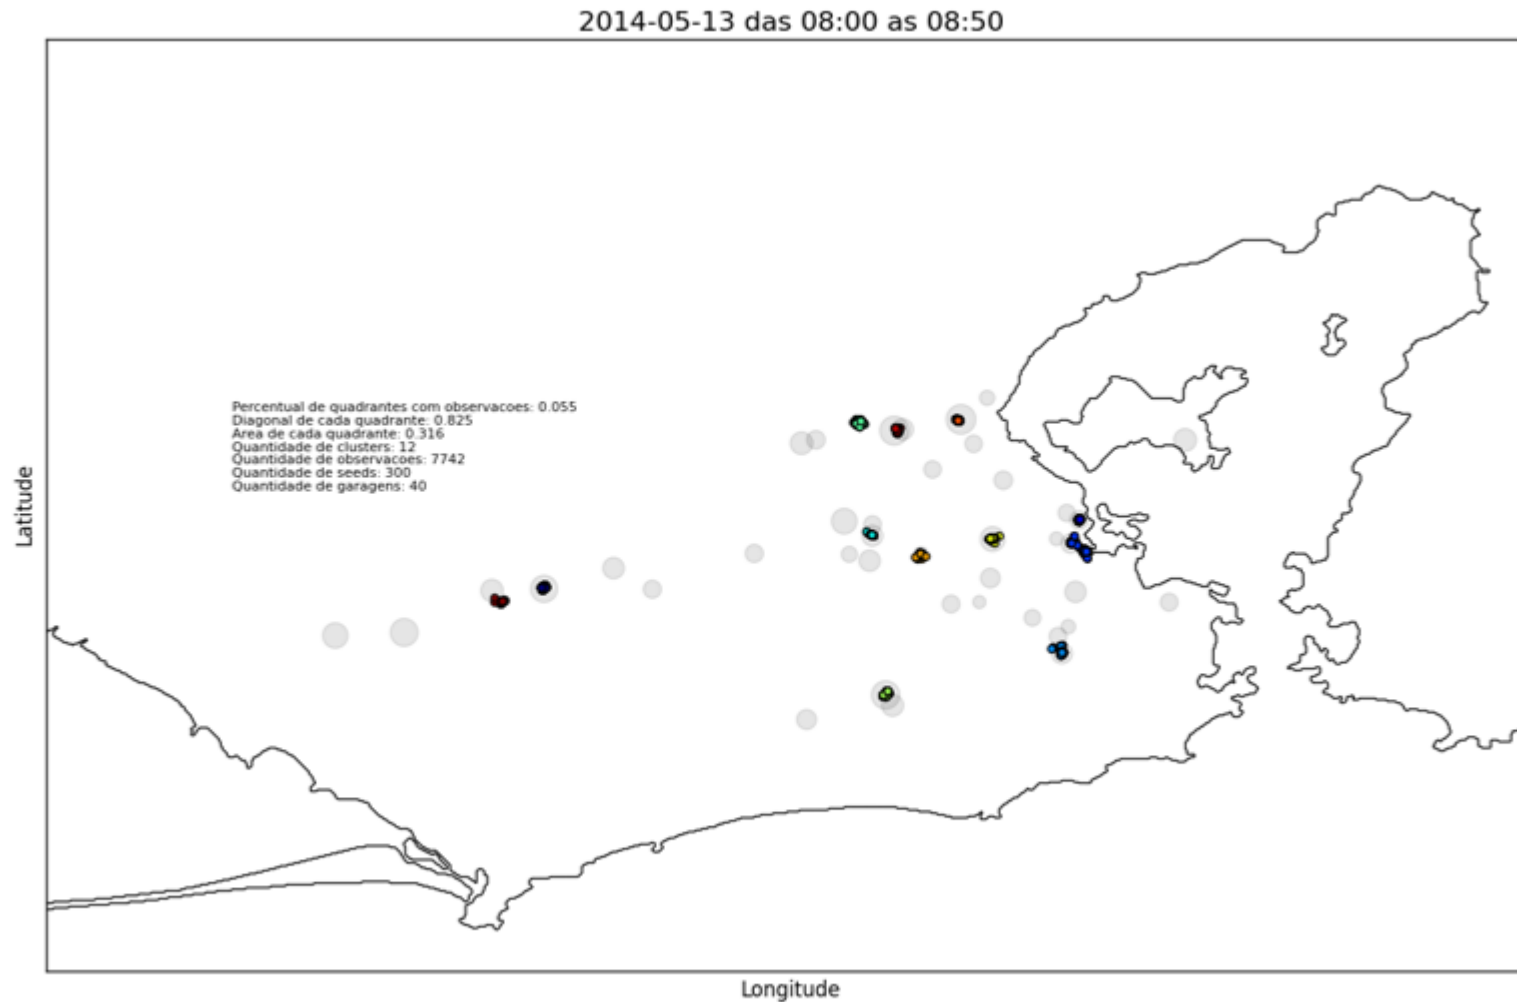 2014-05-13 das 08:00 as 08:50
Percentual de quadrantes com observacoes: 0.055
Diagonal de cada quadrante: 0.825
Area de cada quadrante: 0.316
Quantidade de clusters: 12
Quantidade de observacoes: 7742
Quantidade de seeds: 300
Quantidade de garagens: 40
Latitude
Longitude